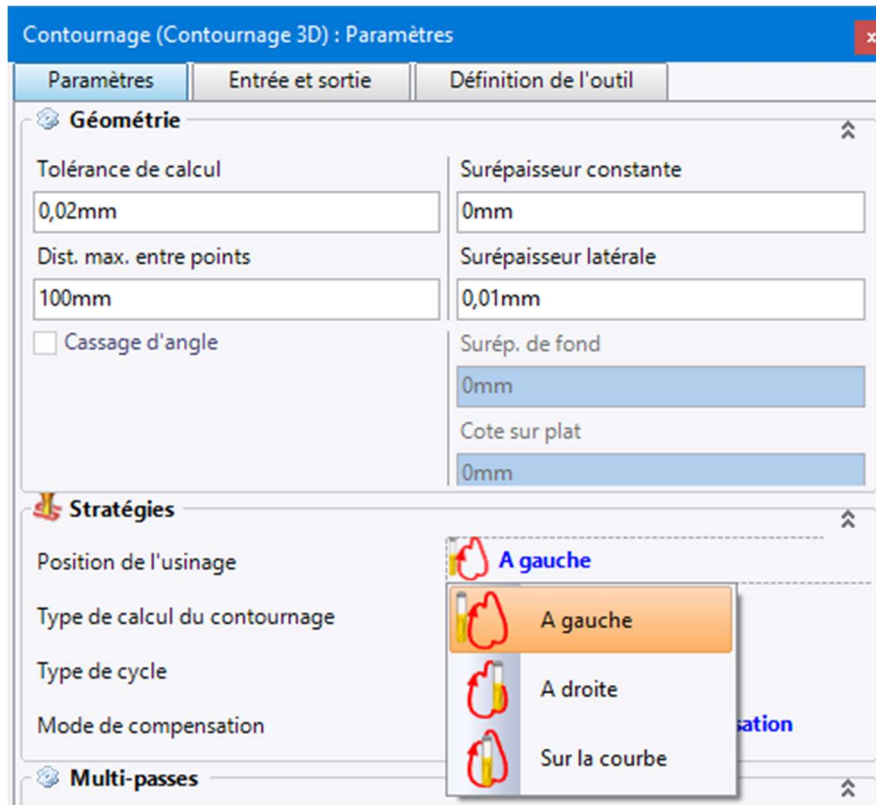 Contournage (Contournage 3D) : Paramètres
x
Paramètres Entrée et sortie Définition de l'outil
Géométrie
Tolérance de calcul Surépaisseur constante
0,02mm 0mm
Dist. max. entre points Surépaisseur latérale
100mm 0,01mm
Cassage d'angle Surép. de fond
0mm
Cote sur plat
0mm
Stratégies
Position de l'usinage A gauche
Type de calcul du contournage A gauche
Type de cycle A droite
Mode de compensation sation
Sur la courbe
Multi-passes